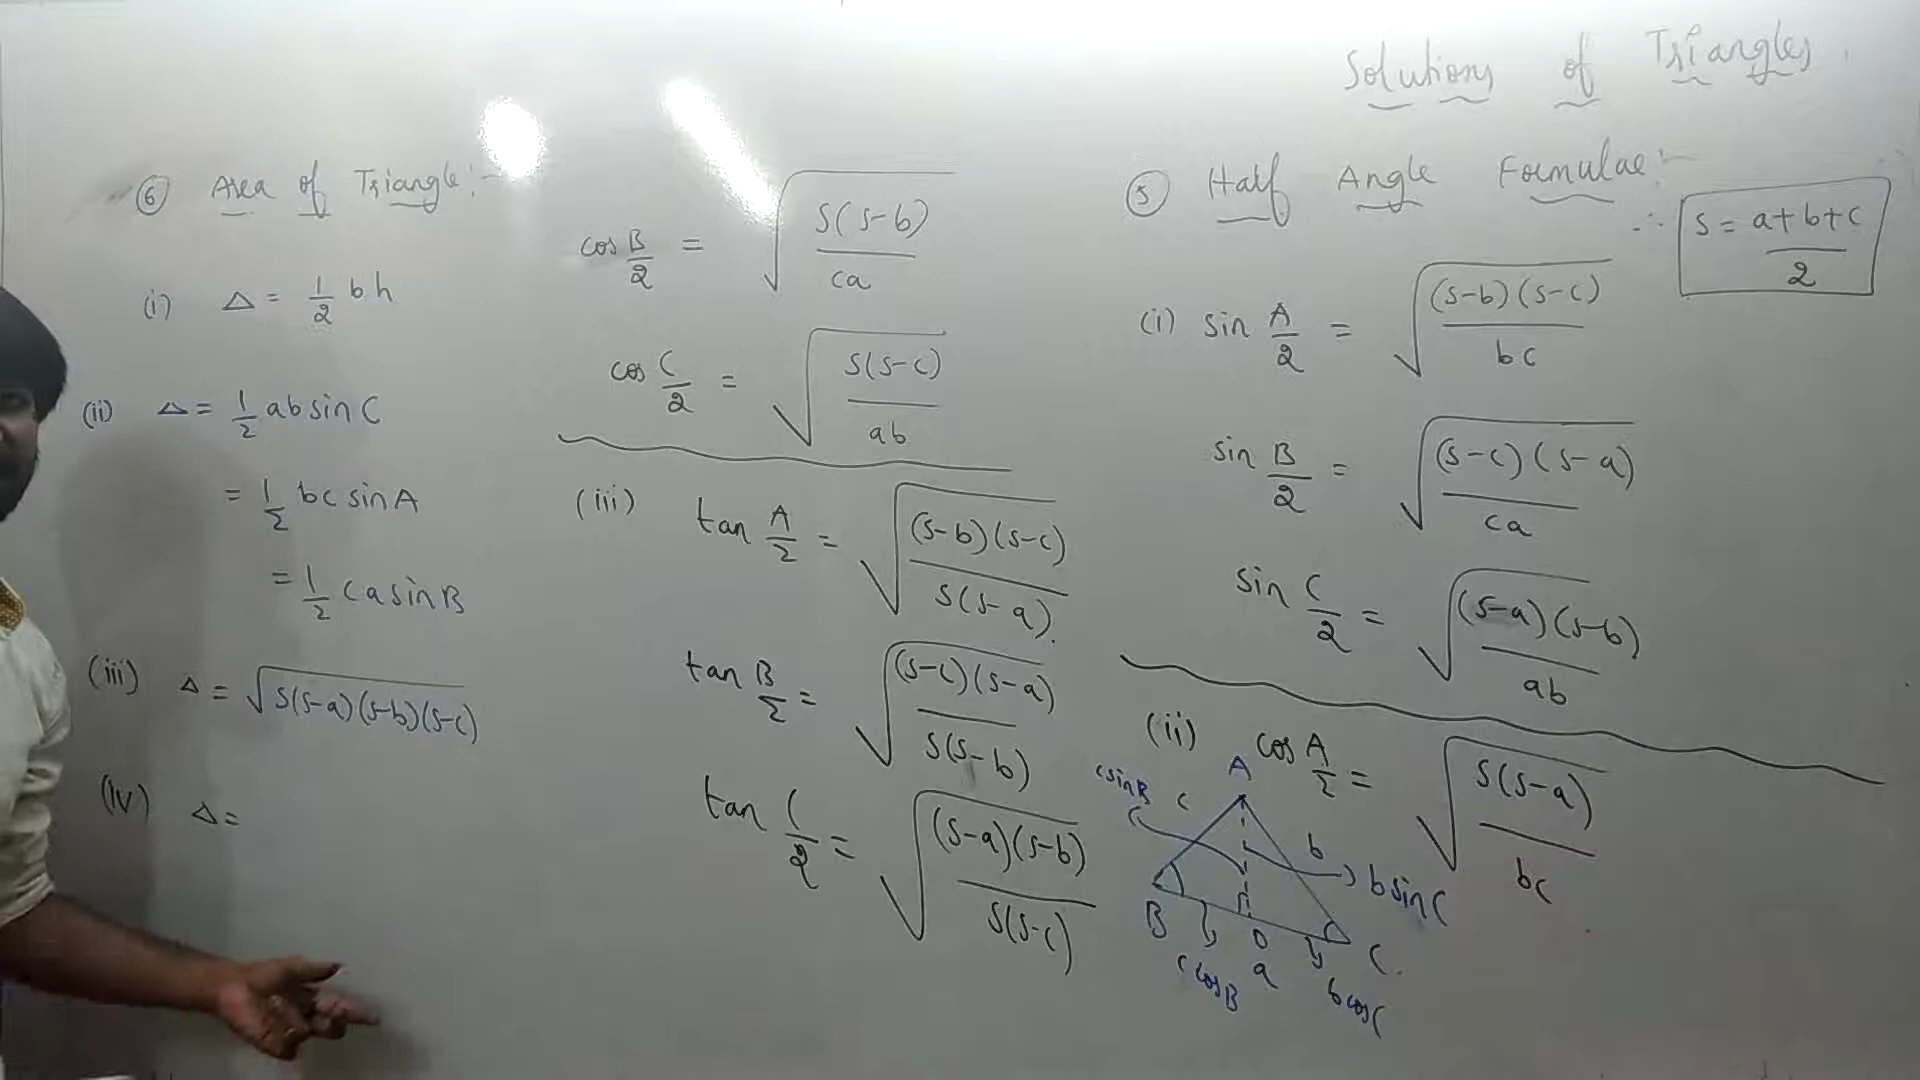 Solutions of Triangles.
⑤ Half Angle Formulae:-
∴ s = a+b+c / 2
(i) sin A/2 = √((s-b)(s-c) / bc)
sin B/2 = √((s-c)(s-a) / ca)
sin C/2 = √((s-a)(s-b) / ab)
(ii) cos A/2 = √(s(s-a) / bc)
A
c sin B
c
b
b sin C
B
D
C
c cos B
a
b cos C
cos B/2 = √(s(s-b) / ca)
cos C/2 = √(s(s-c) / ab)
(iii) tan A/2 = √((s-b)(s-c) / s(s-a))
tan B/2 = √((s-c)(s-a) / s(s-b))
tan C/2 = √((s-a)(s-b) / s(s-c))
⑥ Area of Triangle:-
(i) Δ = 1/2 bh
(ii) Δ = 1/2 ab sin C
= 1/2 bc sin A
= 1/2 ca sin B
(iii) Δ = √(s(s-a)(s-b)(s-c))
(iv) Δ =